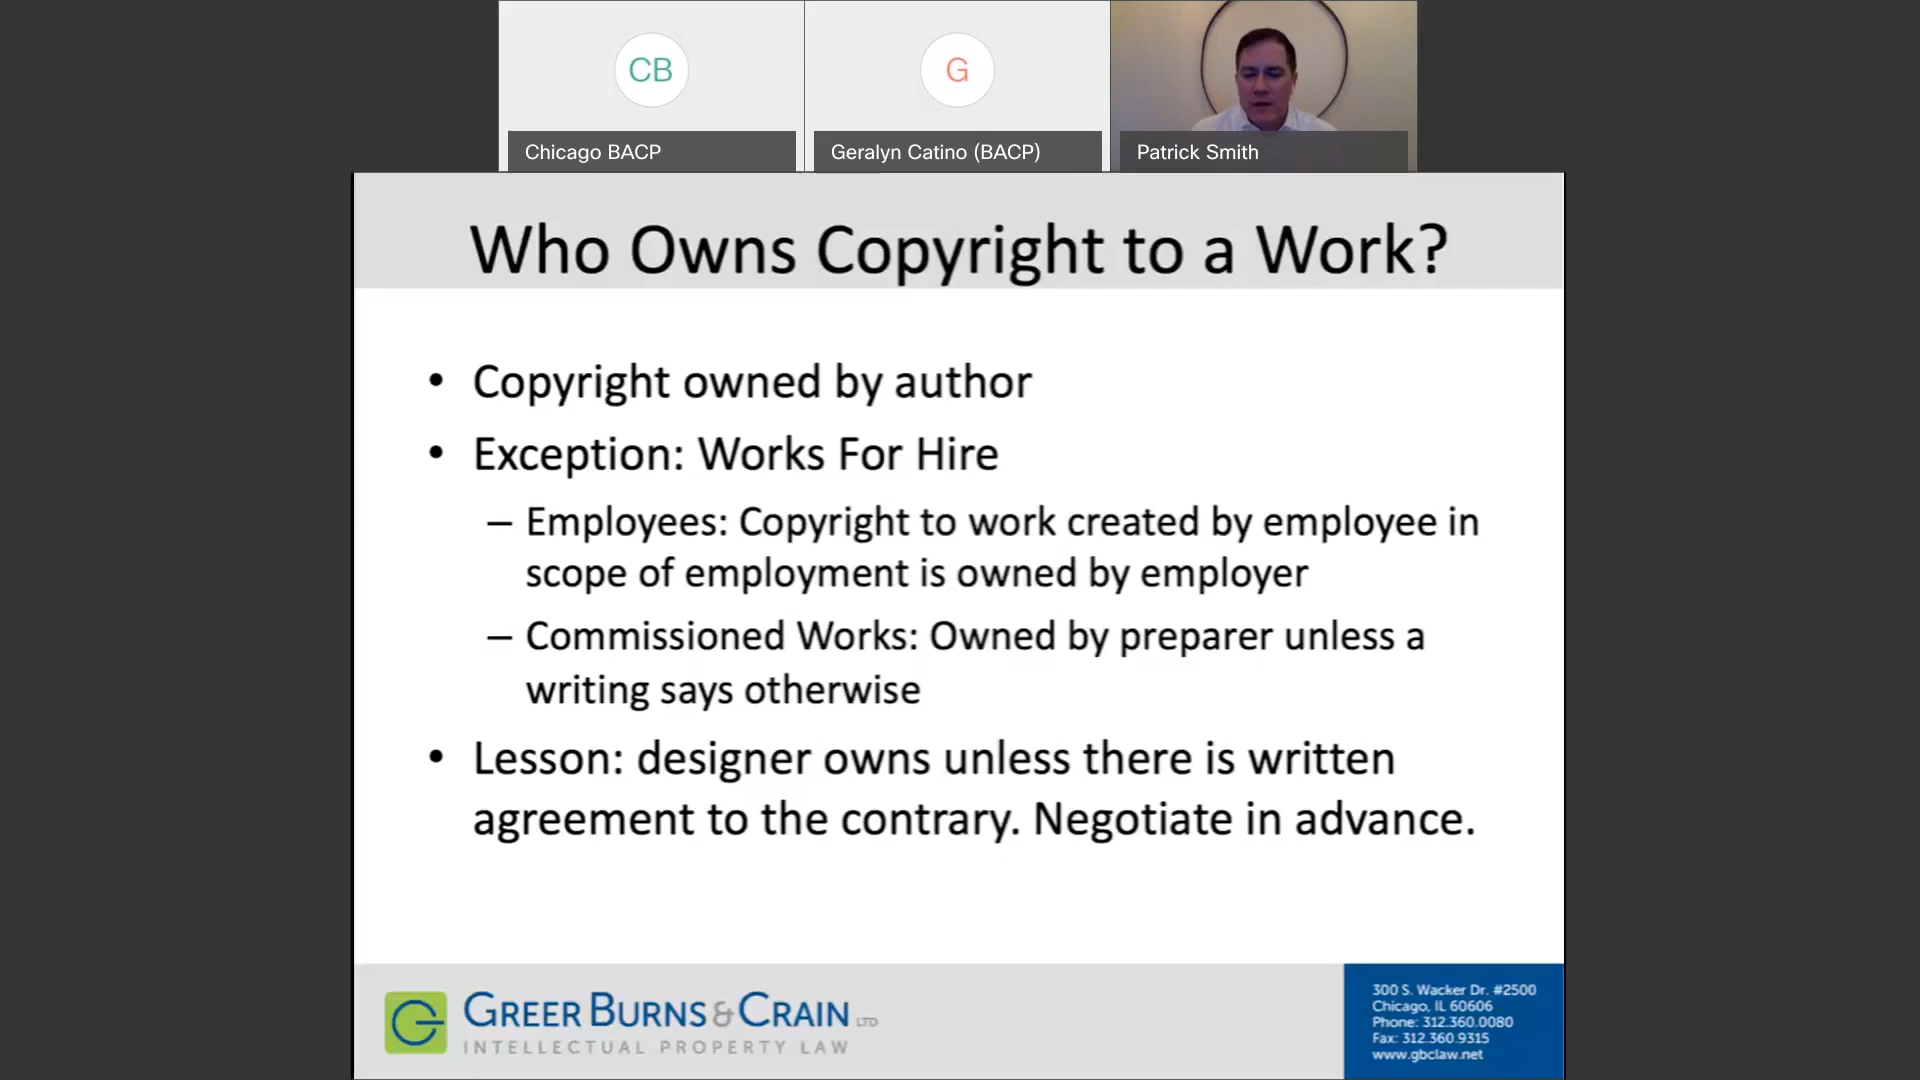 CB
G
Chicago BACP
Geralyn Catino (BACP)
Patrick Smith
Who Owns Copyright to a Work?
• Copyright owned by author
• Exception: Works For Hire
– Employees: Copyright to work created by employee in
scope of employment is owned by employer
– Commissioned Works: Owned by preparer unless a
writing says otherwise
• Lesson: designer owns unless there is written
agreement to the contrary. Negotiate in advance.
GREER BURNS & CRAIN LTD
INTELLECTUAL PROPERTY LAW
300 S. Wacker Dr. #2500
Chicago, IL 60606
Phone: 312.360.0080
Fax: 312.360.9315
www.gbclaw.net